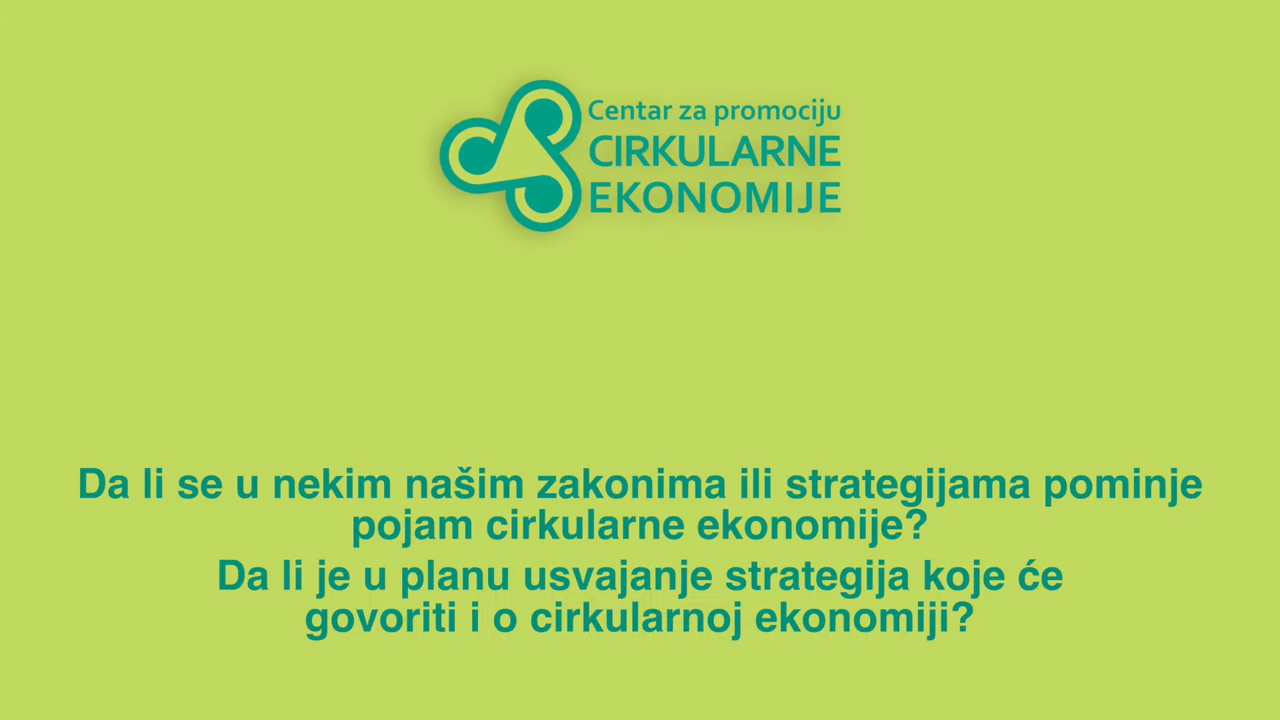 Centar za promociju
CIRKULARNE
EKONOMIJE
Da li se u nekim našim zakonima ili strategijama pominje
pojam cirkularne ekonomije?
Da li je u planu usvajanje strategija koje će
govoriti i o cirkularnoj ekonomiji?